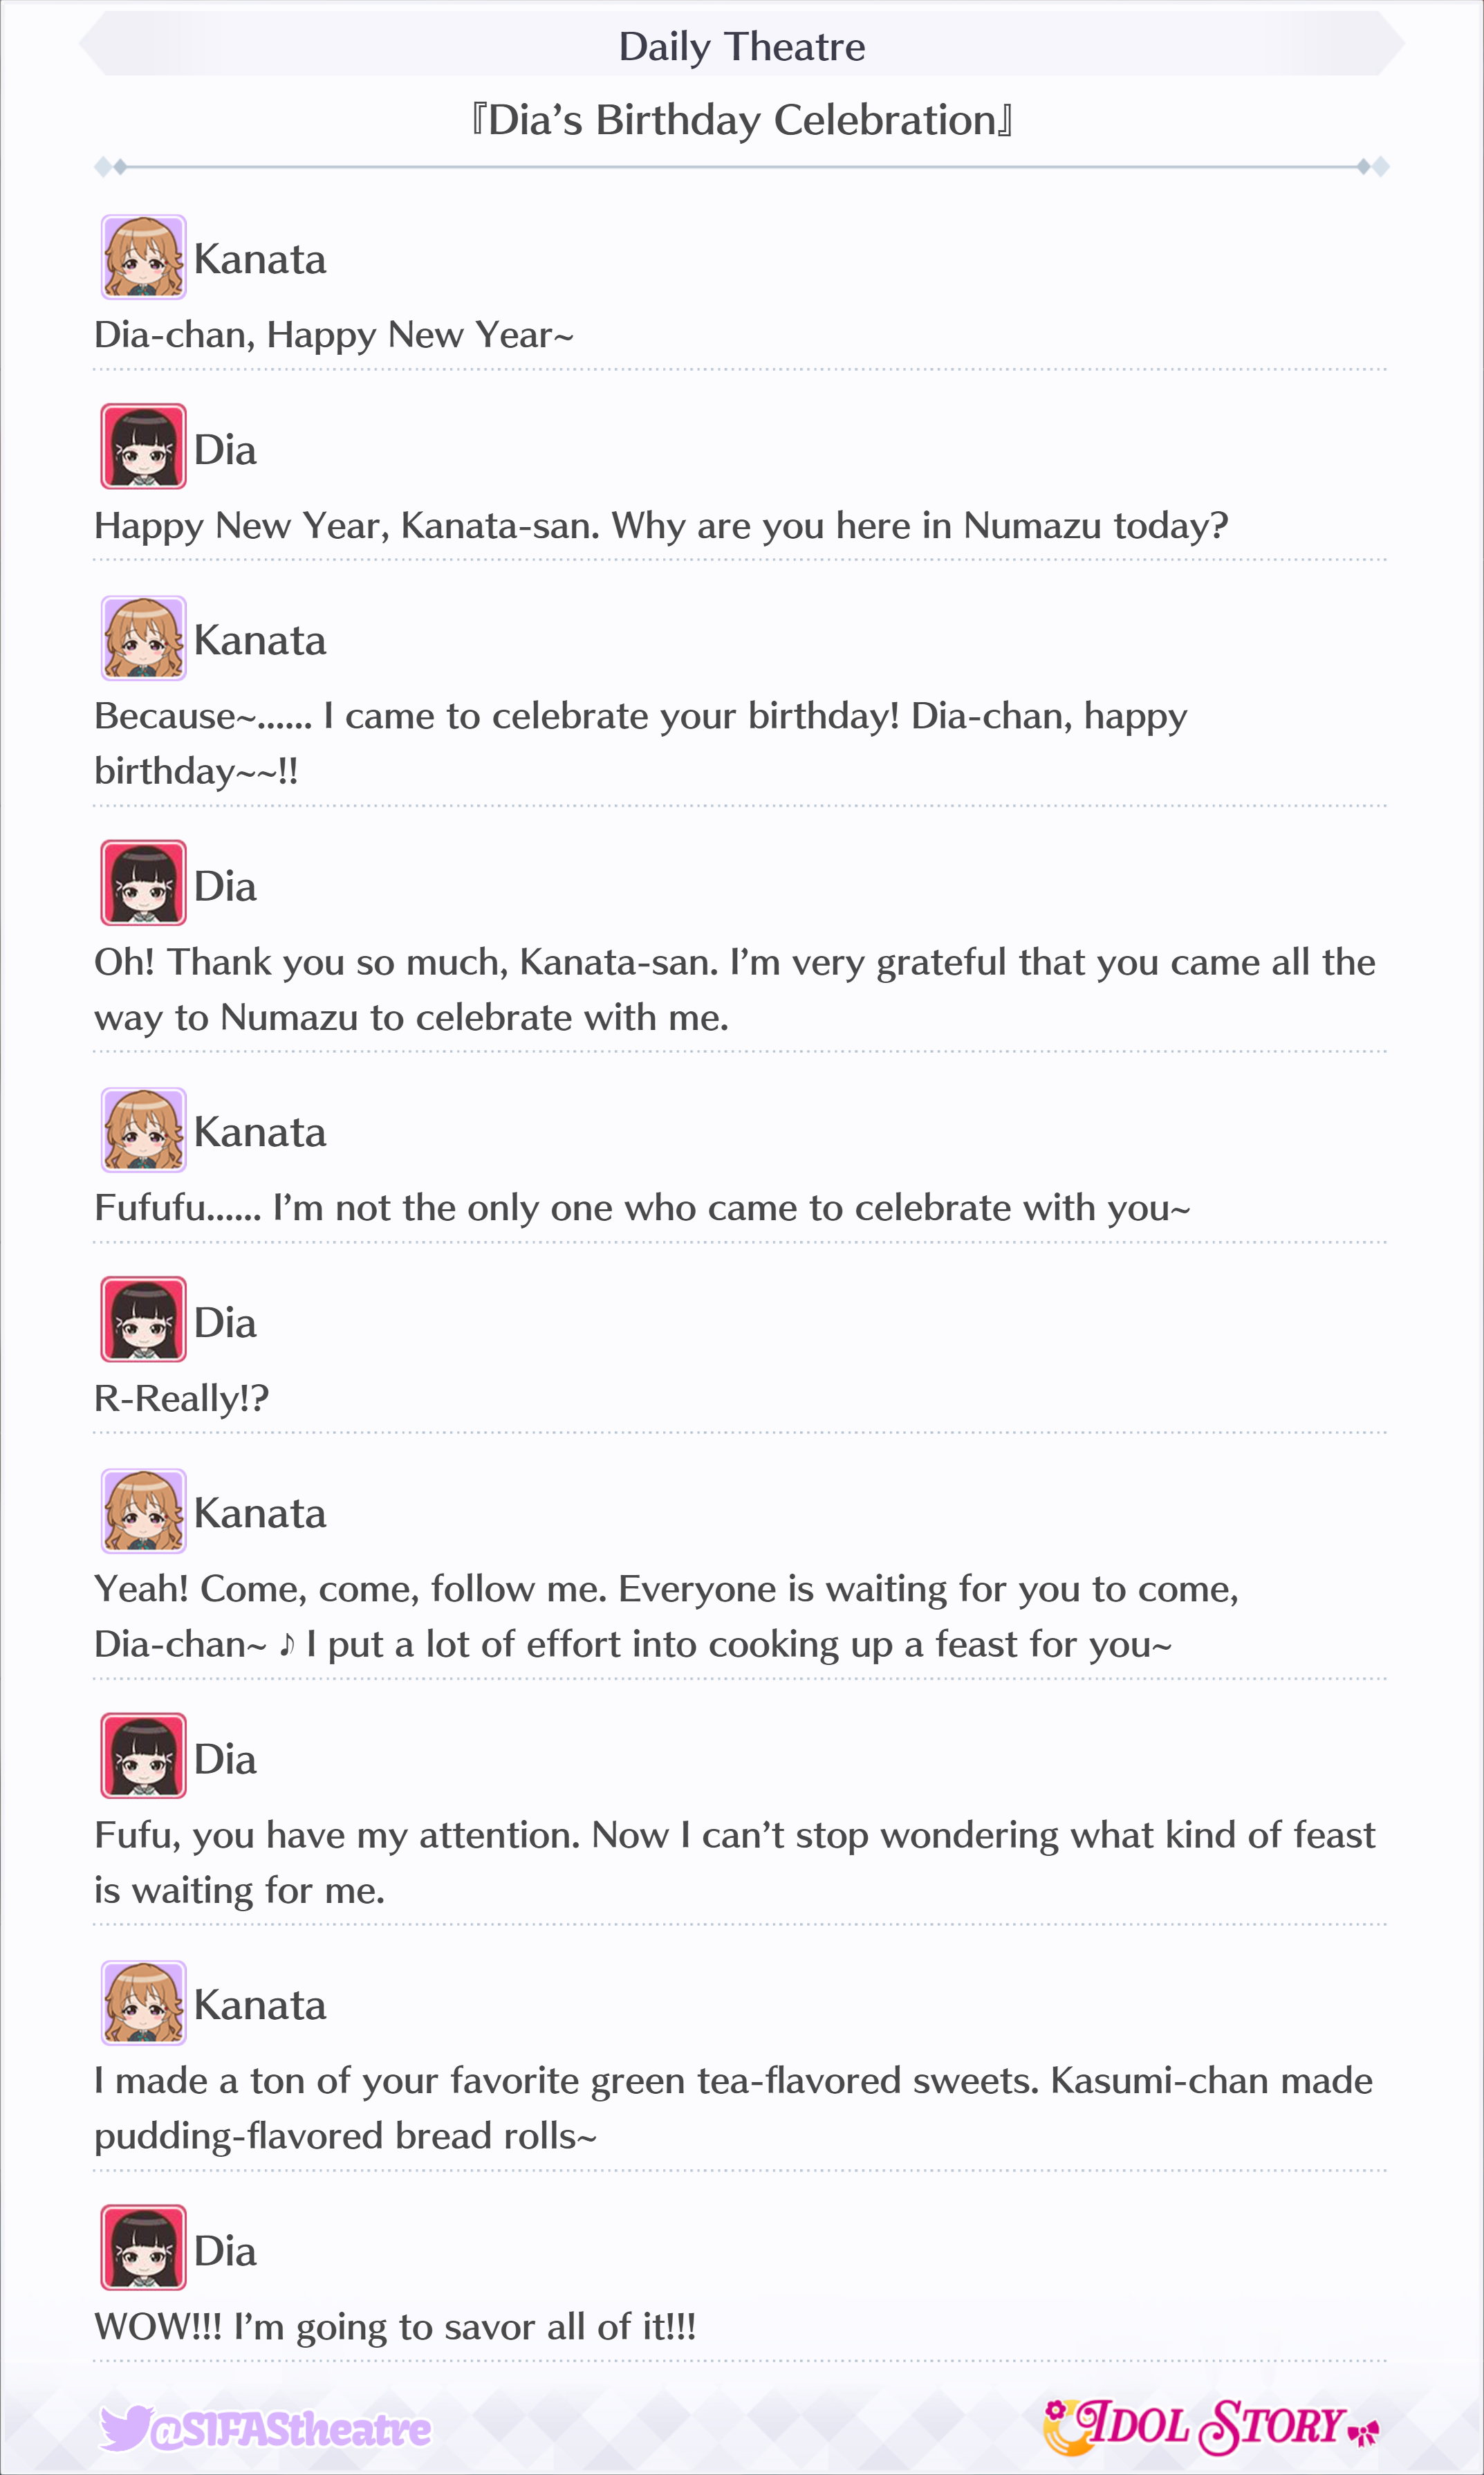 Daily Theatre
『Dia's Birthday Celebration』
Kanata
Dia-chan, Happy New Year~
Dia
Happy New Year, Kanata-san. Why are you here in Numazu today?
Kanata
Because~...... I came to celebrate your birthday! Dia-chan, happy
birthday~~!!
Dia
Oh! Thank you so much, Kanata-san. I'm very grateful that you came all the
way to Numazu to celebrate with me.
Kanata
Fufufu...... I'm not the only one who came to celebrate with you~
Dia
R-Really!?
Kanata
Yeah! Come, come, follow me. Everyone is waiting for you to come,
Dia-chan~ ♪ I put a lot of effort into cooking up a feast for you~
Dia
Fufu, you have my attention. Now I can't stop wondering what kind of feast
is waiting for me.
Kanata
I made a ton of your favorite green tea-flavored sweets. Kasumi-chan made
pudding-flavored bread rolls~
Dia
WOW!!! I'm going to savor all of it!!!
@SIFAStheatre
IDOL STORY